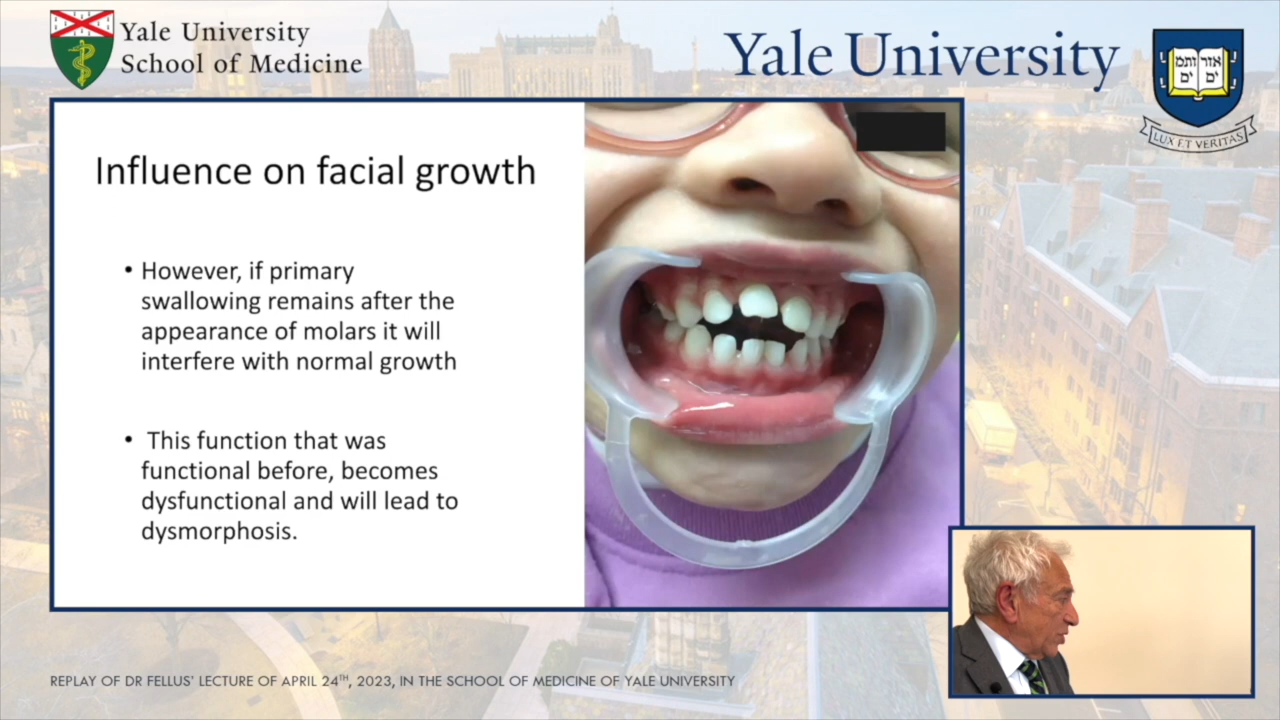 Yale University
School of Medicine
Yale University
אורים
ותמים
LUX ET VERITAS
Influence on facial growth
• However, if primary
swallowing remains after the
appearance of molars it will
interfere with normal growth
• This function that was
functional before, becomes
dysfunctional and will lead to
dysmorphosis.
REPLAY OF DR FELLUS' LECTURE OF APRIL 24TH, 2023, IN THE SCHOOL OF MEDICINE OF YALE UNIVERSITY